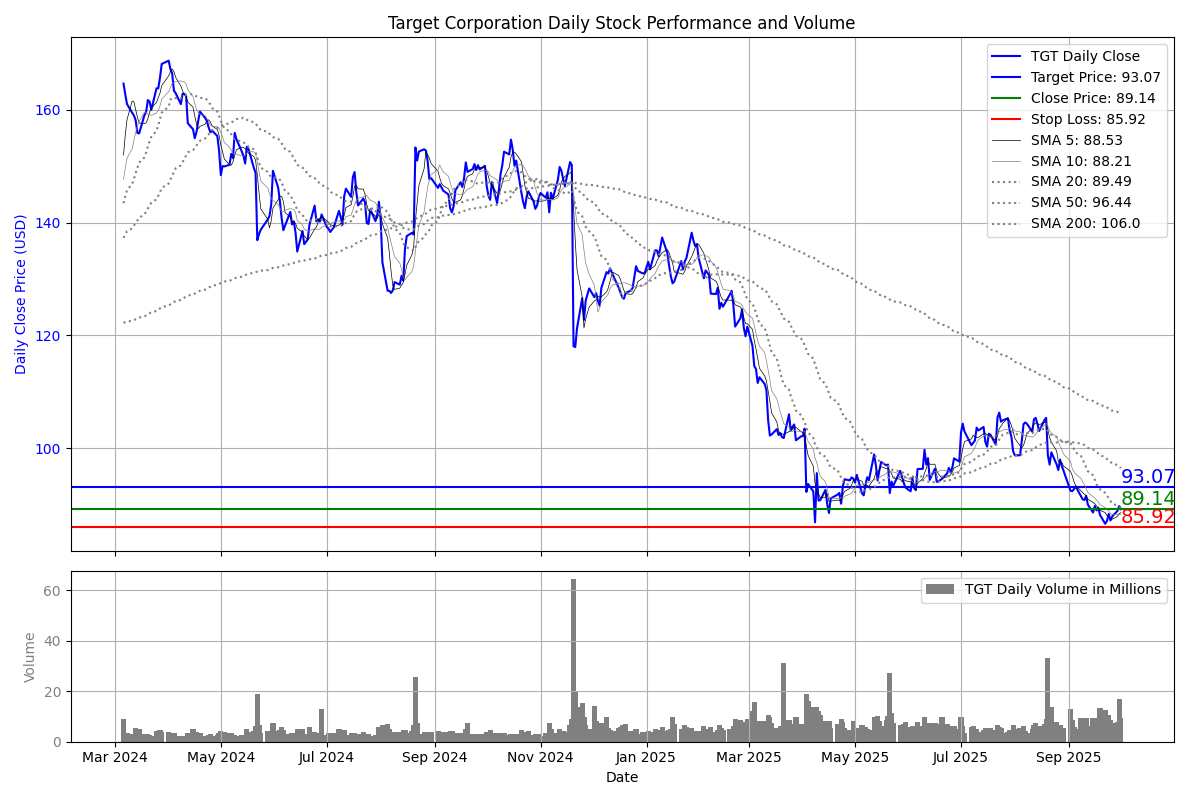 Target Corporation Daily Stock Performance and Volume
Daily Close Price (USD)
160
140
120
100
TGT Daily Close
Target Price: 93.07
Close Price: 89.14
Stop Loss: 85.92
SMA 5: 88.53
SMA 10: 88.21
SMA 20: 89.49
SMA 50: 96.44
SMA 200: 106.0
93.07
89.14
85.92
Volume
60
40
20
0
TGT Daily Volume in Millions
Mar 2024 May 2024 Jul 2024 Sep 2024 Nov 2024 Jan 2025 Mar 2025 May 2025 Jul 2025 Sep 2025
Date